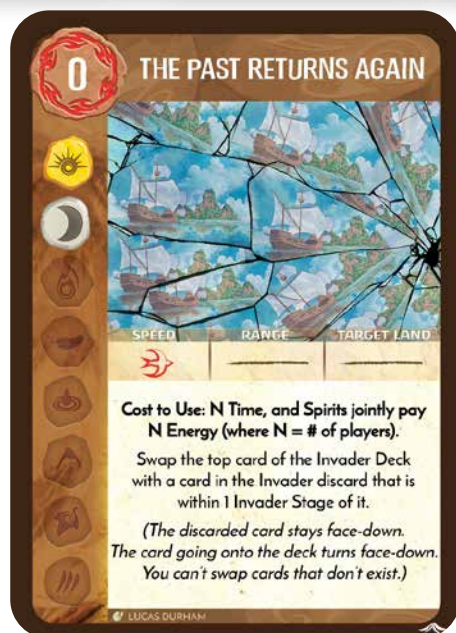 0
THE PAST RETURNS AGAIN
SPEED RANGE TARGET LAND
Cost to Use: N Time, and Spirits jointly pay
N Energy (where N = # of players).
Swap the top card of the Invader Deck
with a card in the Invader discard that is
within 1 Invader Stage of it.
(The discarded card stays face-down.
The card going onto the deck turns face-down.
You can't swap cards that don't exist.)
LUCAS DURHAM